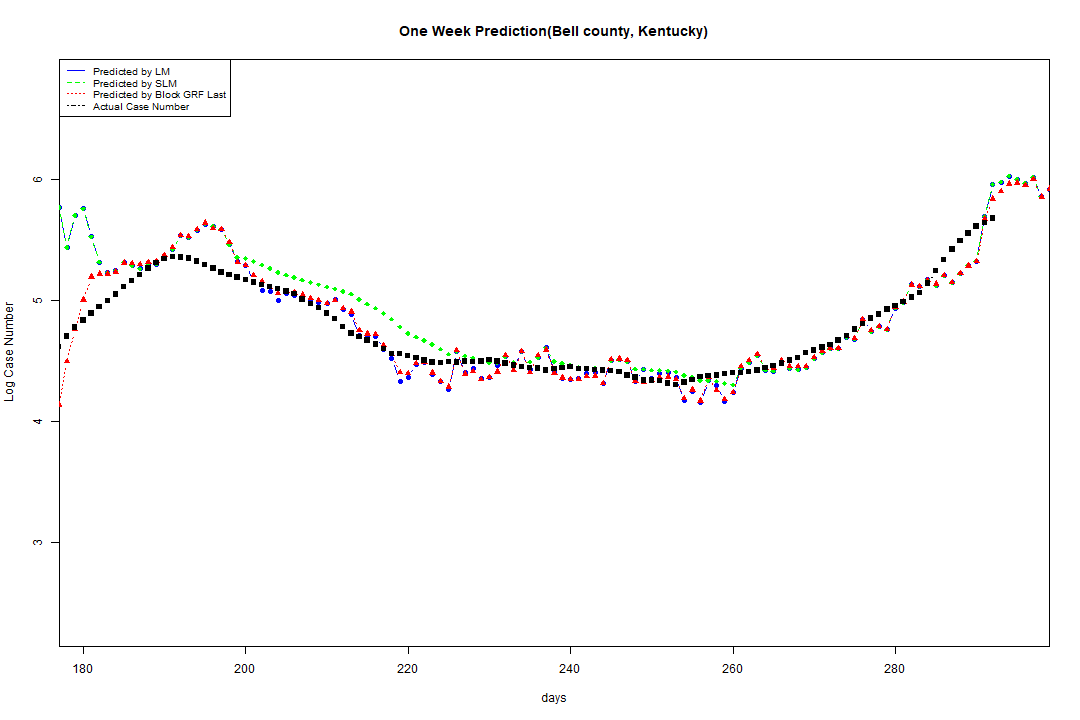 One Week Prediction(Bell county, Kentucky)
Predicted by LM
Predicted by SLM
Predicted by Block GRF Last
Actual Case Number
6
5
4
3
Log Case Number
180 200 220 240 260 280
days